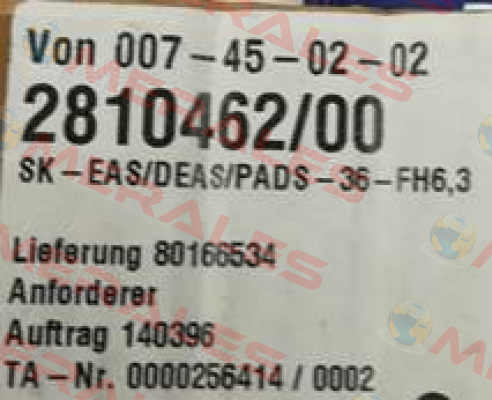 Von 007-45-02-02
2810462/00
SK-EAS/DEAS/PADS-36-FH6,3
Lieferung 80166534
Anforderer
Auftrag 140396
TA-Nr. 0000256414 / 0002
MERALES